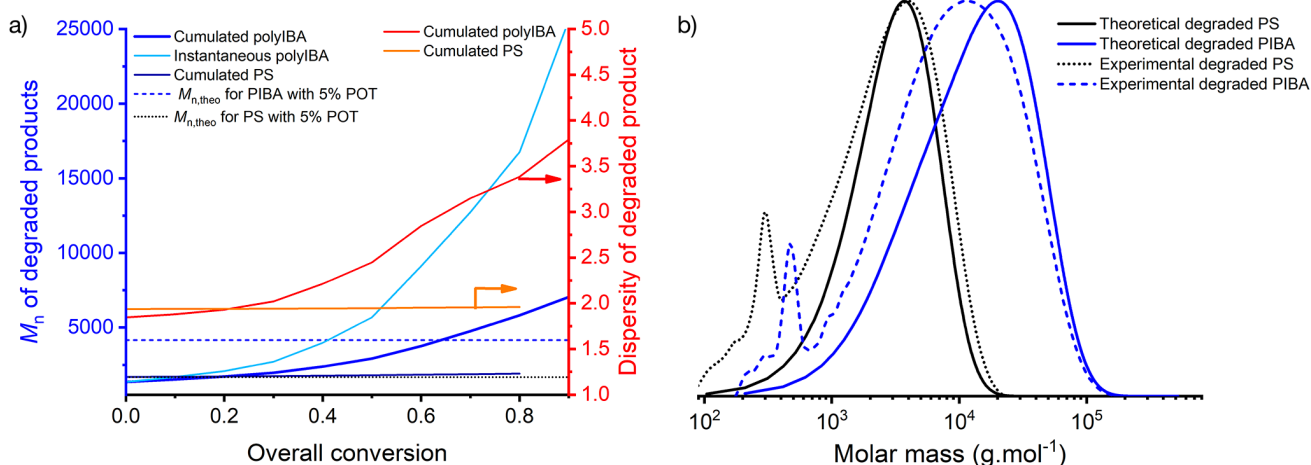 a)
25000
20000
15000
10000
5000
Mn of degraded products
Cumulated polyIBA
Instantaneous polyIBA
Cumulated PS
Mn,theo for PIBA with 5% POT
Mn,theo for PS with 5% POT
Cumulated polyIBA
Cumulated PS
5.0
4.5
4.0
3.5
3.0
2.5
2.0
1.5
1.0
Dispersity of degraded product
0.0 0.2 0.4 0.6 0.8
Overall conversion
b)
Theoretical degraded PS
Theoretical degraded PIBA
Experimental degraded PS
Experimental degraded PIBA
10² 10³ 10⁴ 10⁵
Molar mass (g.mol⁻¹)